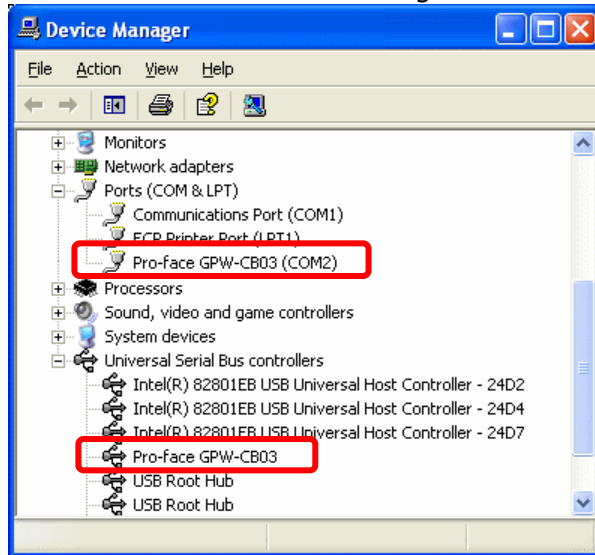 Device Manager
File Action View Help
Monitors
Network adapters
Ports (COM & LPT)
Communications Port (COM1)
ECP Printer Port (LPT1)
Pro-face GPW-CB03 (COM2)
Processors
Sound, video and game controllers
System devices
Universal Serial Bus controllers
Intel(R) 82801EB USB Universal Host Controller - 24D2
Intel(R) 82801EB USB Universal Host Controller - 24D4
Intel(R) 82801EB USB Universal Host Controller - 24D7
Pro-face GPW-CB03
USB Root Hub
USB Root Hub